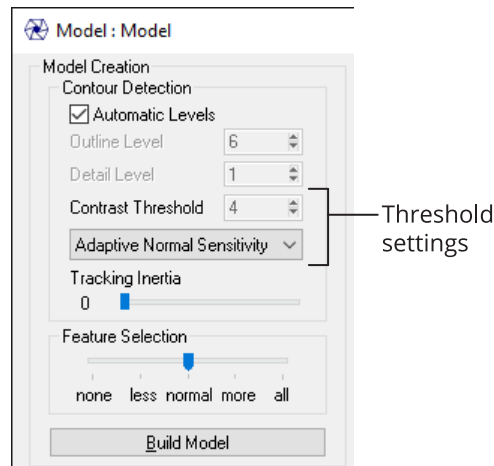 Model : Model
Model Creation
Contour Detection
Automatic Levels
Outline Level 6
Detail Level 1
Contrast Threshold 4
Adaptive Normal Sensitivity
Threshold
settings
Tracking Inertia
0
Feature Selection
none less normal more all
Build Model